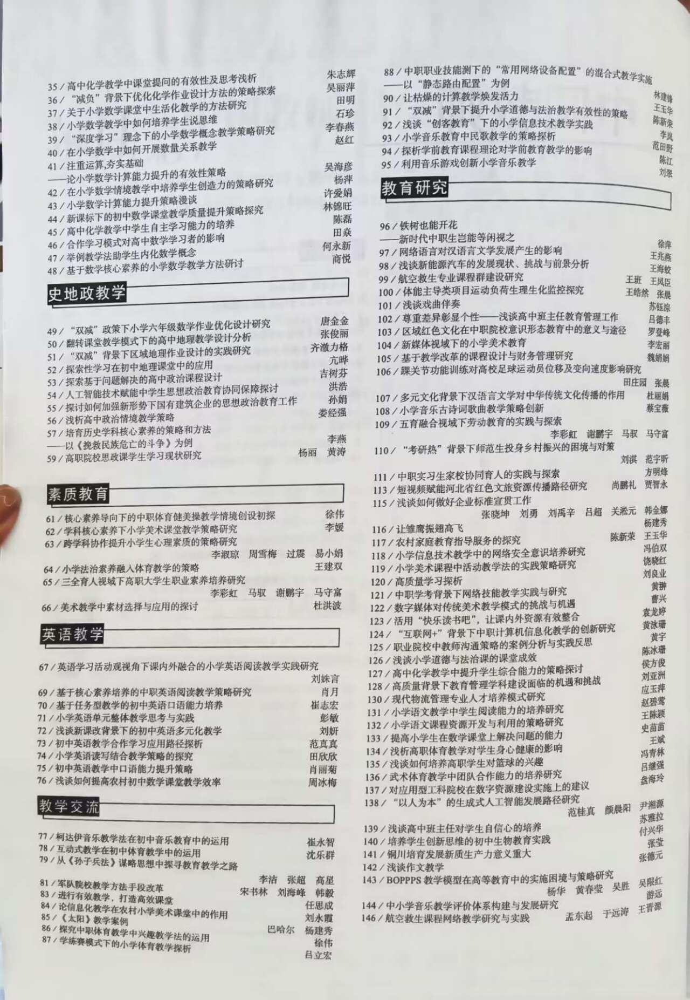 35 / 高中化学教学中课堂提问的有效性及思考浅析 朱志辉
36 / “减负”背景下优化化学作业设计方法的策略探索 吴丽萍
37 / 关于小学数学课堂中生活化教学的方法研究 田明
38 / 小学数学教学中如何培养学生说思维 石珍
39 / “深度学习”理念下的小学数学概念教学策略研究 李春燕
40 / 在小学数学中如何开展数量关系教学 赵红
41 / 注重运算,夯实基础
——论小学数学计算能力提升的有效性策略 吴海彦
42 / 在小学数学情境教学中培养学生创造力的策略研究 杨萍
43 / 小学数学计算能力提升策略漫谈 许爱娟
44 / 新课标下的初中数学课堂教学质量提升策略探究 林锦旺
45 / 高中化学教学中学生自主学习能力的培养 陈磊
46 / 合作学习模式对高中数学学习者的影响 田焱
47 / 举例教学法助学生内化数学概念 何永新
48 / 基于数学核心素养的小学数学教学方法研讨 商悦
史地政教学
49 / “双减”政策下小学六年级数学作业优化设计研究 唐金金
50 / 翻转课堂教学模式下的高中地理教学设计分析 张俊丽
51 / “双减”背景下区域地理作业设计的实践研究 齐澈力格
52 / 探索性学习在初中地理课堂中的应用 亢晔
53 / 探索基于问题解决的高中政治课程设计 吉树芬
54 / 人工智能技术赋能中学生思想政治教育协同保障探讨 洪浩
55 / 探讨如何加强新形势下国有建筑企业的思想政治教育工作 孙娟
56 / 浅析高中政治情境教学策略 娄经强
57 / 培育历史学科核心素养的策略和方法
——以《挽救民族危亡的斗争》为例 李燕
59 / 高职院校思政课学生学习现状研究 杨丽 黄涛
素质教育
61 / 核心素养导向下的中职体育健美操教学情境创设初探 徐伟
62 / 学科核心素养下小学美术课堂教学策略研究 李媛
63 / 跨学科协作提升小学生心理素质的策略研究
李淑琼 周雪梅 过震 易小娟
64 / 小学法治素养融入体育教学的策略 王建双
65 / 三全育人视域下高职大学生职业素养培养研究
李彩虹 马驭 谢鹏宇 马守富
66 / 美术教学中素材选择与应用的探讨 杜洪波
英语教学
67 / 英语学习活动观视角下课内外融合的小学英语阅读教学实践研究
刘姝言
69 / 基于核心素养培养的中职英语阅读教学策略研究 肖月
70 / 基于任务型教学的初中英语口语能力培养 崔志宏
71 / 小学英语单元整体教学思考与实践 彭敏
72 / 浅谈新课改背景下的初中英语多元化教学 刘妍
73 / 初中英语教学合作学习应用路径探析 范真真
74 / 小学英语读写结合教学策略的探究 田欣欣
75 / 初中英语教学中口语能力提升策略 肖丽菊
76 / 浅谈如何提高农村初中数学课堂教学效率 周冰梅
教学交流
77 / 柯达伊音乐教学法在初中音乐教育中的运用 崔永智
78 / 互动式教学在初中体育教学中的运用 沈乐群
79 / 从《孙子兵法》谋略思想中探寻教育教学之路
李洁 张超 高星
81 / 军队院校教学方法手段改革 宋书林 刘海峰 韩毅
83 / 进行有效教学，打造高效课堂 任思成
84 / 论信息化教学在农村小学美术课堂中的作用 刘永霞
85 / 《太阳》教学案例 巴哈尔 杨建秀
86 / 探究中职体育教学中兴趣教学法的运用 徐伟
87 / 学练赛模式下的小学体育教学探析 吕立宏
88 / 中职职业技能测下的“常用网络设备配置”的混合式教学实施
——以“静态路由配置”为例 林建锋
90 / 让枯燥的计算教学焕发活力 王玉华
91 / “双减”背景下提升小学道德与法治教学有效性的策略 陈新荣
92 / 浅谈“创客教育”下的小学信息技术教学实践 李岚
93 / 小学音乐教育中民歌教学的策略探析 范田野
94 / 探析学前教育课程理论对学前教育教学的影响 陈江
95 / 利用音乐游戏创新小学音乐教学 刘翠
教育研究
96 / 铁树也能开花
——新时代中职生岂能等闲视之 徐萍
97 / 网络语言对汉语言文学发展产生的影响 王兆燕
98 / 浅谈新能源汽车的发展现状、挑战与前景分析 王海蛟
99 / 航空救生专业课程群建设研究 王班 王凤臣
100 / 体能主导类项目运动负荷生理生化监控探究 王皓然 张晨
101 / 浅谈戏曲伴奏 苏钰淙
102 / 尊重差异彰显个性——浅谈高中班主任教育管理工作 吕德丰
103 / 区域红色文化在中职院校意识形态教育中的意义与途径 罗登峰
104 / 新媒体视域下的小学美术教育 李宏丽
105 / 基于教学改革的课程设计与财务管理研究 魏娟娟
106 / 踝关节功能训练对高校足球运动员位移及变向速度影响研究
田庄园 张晨
107 / 多元文化背景下汉语言文学对中华传统文化传播的作用 杜丽娟
108 / 小学音乐古诗词歌曲教学策略创新 蔡宝薇
109 / 五育融合视域下劳动教育的实践与探索
李彩虹 谢鹏宇 马驭 马守富
110 / “考研热”背景下师范生投身乡村振兴的困境与对策
刘淇 范宇昕
111 / 中职实习生家校协同育人的实践与探索 方明烽
113 / 短视频赋能河北省红色文旅资源传播路径研究 尚鹏礼 贾智永
115 / 浅谈如何做好企业标准宣贯工作
张晓坤 刘勇 刘禹辛 吕超 关淞元 韩金娜
116 / 让雏鹰振翅高飞 杨建秀
117 / 农村家庭教育指导服务的探究 陈新荣 王玉华
118 / 小学信息技术教学中的网络安全意识培养研究 冯伯双
119 / 小学美术课程中活动教学法的实践策略研究 饶晓红
120 / 高质量学习探析 刘良业
121 / 中职学考背景下网络技能教学实践与研究 黄翀
122 / 数字媒体对传统美术教学模式的挑战与机遇 曹兴
123 / 活用“快乐读书吧”，让课内外资源有效整合 袁龙婷
124 / “互联网+”背景下中职计算机信息化教学的创新研究 黄泳珊
125 / 职业院校中教师沟通策略的案例分析与实践反思 黄宇
126 / 浅谈小学道德与法治课的课堂成效 陈冰珊
127 / 高中化学教学中提升学生综合能力的策略探讨 侯方俊
128 / 高质量背景下教育管理学科建设面临的机遇和挑战 刘亚洲
130 / 现代物流管理专业人才培养模式研究 应玉萍
131 / 小学语文教学中学生阅读能力的培养研究 赵碧莺
132 / 小学语文课程资源开发与利用的策略研究 王陈颖
133 / 提高小学生在数学课堂上解决问题的能力 史苗苗
134 / 浅析高职体育教学对学生身心健康的影响 王斌
135 / 浅谈如何培养高职学生对篮球的兴趣 冯青林
136 / 武术体育教学中团队合作能力的培养研究 吕继强
137 / 对应用型工科院校在数字资源建设实施上的建议 盘海玲
138 / “以人为本”的生成式人工智能发展路径研究
范桂真 颜晨阳 尹湘源
139 / 浅谈高中班主任对学生自信心的培养 苏雅拉
140 / 培养学生创新思维的初中生物教育实践 付兴华
141 / 铜川培育发展新质生产力意义重大 张莹
142 / 浅谈作文教学 张德元
143 / BOPPPS 教学模型在高等教育中的实施困境与策略研究
杨华 黄春莹 吴胜 吴限红
144 / 中小学音乐教学评价体系构建与发展研究 游远
146 / 航空救生课程网络教学研究与实践 孟东起 于远涛 王晋源